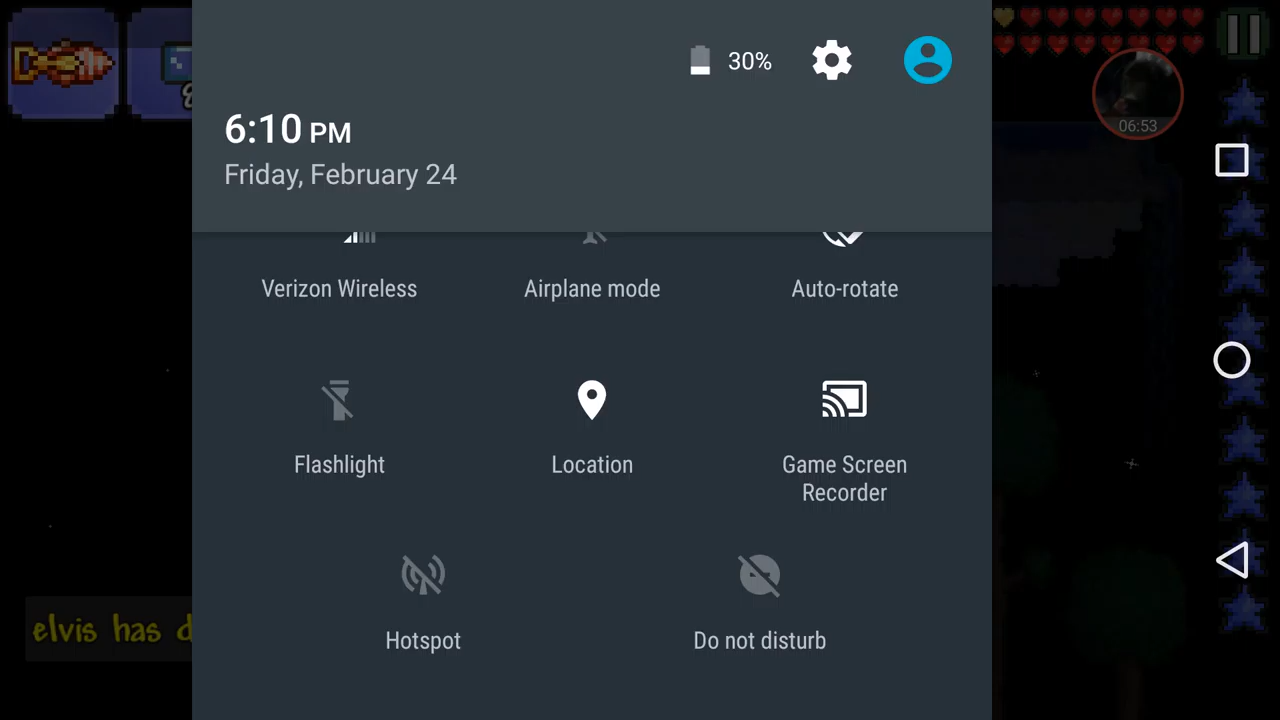 30%
06:53
6:10 PM
Friday, February 24
Verizon Wireless
Airplane mode
Auto-rotate
Flashlight
Location
Game Screen
Recorder
elvis has
Hotspot
Do not disturb